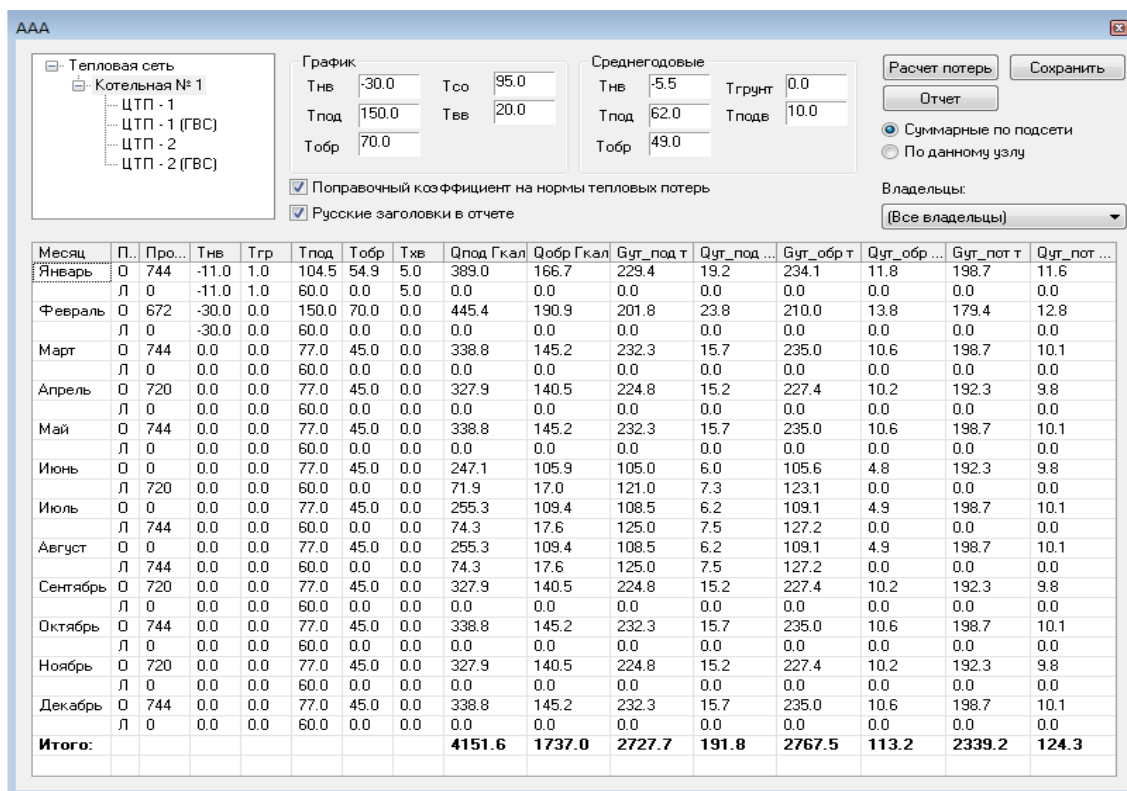 AAA
Тепловая сеть
Котельная № 1
ЦТП - 1
ЦТП - 1 (ГВС)
ЦТП - 2
ЦТП - 2 (ГВС)
График
Тнв -30.0 Тсо 95.0
Тпод 150.0 Твв 20.0
Тобр 70.0
Среднегодовые
Тнв -5.5 Тгрунт 0.0
Тпод 62.0 Тподв 10.0
Тобр 49.0
Расчет потерь Сохранить
Отчет
Суммарные по подсети
По данному узлу
Поправочный коэффициент на нормы тепловых потерь
Русские заголовки в отчете
Владельцы:
(Все владельцы)
Месяц П.. Про... Тнв Тгр Тпод Тобр Тхв Qпод Гкал Qобр Гкал Gут_под т Qут_под ... Gут_обр т Qут_обр ... Gут_пот т Qут_пот ...
Январь О 744 -11.0 1.0 104.5 54.9 5.0 389.0 166.7 229.4 19.2 234.1 11.8 198.7 11.6
Л 0 -11.0 1.0 60.0 0.0 5.0 0.0 0.0 0.0 0.0 0.0 0.0 0.0 0.0
Февраль О 672 -30.0 0.0 150.0 70.0 0.0 445.4 190.9 201.8 23.8 210.0 13.8 179.4 12.8
Л 0 -30.0 0.0 60.0 0.0 0.0 0.0 0.0 0.0 0.0 0.0 0.0 0.0 0.0
Март О 744 0.0 0.0 77.0 45.0 0.0 338.8 145.2 232.3 15.7 235.0 10.6 198.7 10.1
Л 0 0.0 0.0 60.0 0.0 0.0 0.0 0.0 0.0 0.0 0.0 0.0 0.0 0.0
Апрель О 720 0.0 0.0 77.0 45.0 0.0 327.9 140.5 224.8 15.2 227.4 10.2 192.3 9.8
Л 0 0.0 0.0 60.0 0.0 0.0 0.0 0.0 0.0 0.0 0.0 0.0 0.0 0.0
Май О 744 0.0 0.0 77.0 45.0 0.0 338.8 145.2 232.3 15.7 235.0 10.6 198.7 10.1
Л 0 0.0 0.0 60.0 0.0 0.0 0.0 0.0 0.0 0.0 0.0 0.0 0.0 0.0
Июнь О 0 0.0 0.0 77.0 45.0 0.0 247.1 105.9 105.0 6.0 105.6 4.8 192.3 9.8
Л 720 0.0 0.0 60.0 0.0 0.0 71.9 17.0 121.0 7.3 123.1 0.0 0.0 0.0
Июль О 0 0.0 0.0 77.0 45.0 0.0 255.3 109.4 108.5 6.2 109.1 4.9 198.7 10.1
Л 744 0.0 0.0 60.0 0.0 0.0 74.3 17.6 125.0 7.5 127.2 0.0 0.0 0.0
Август О 0 0.0 0.0 77.0 45.0 0.0 255.3 109.4 108.5 6.2 109.1 4.9 198.7 10.1
Л 744 0.0 0.0 60.0 0.0 0.0 74.3 17.6 125.0 7.5 127.2 0.0 0.0 0.0
Сентябрь О 720 0.0 0.0 77.0 45.0 0.0 327.9 140.5 224.8 15.2 227.4 10.2 192.3 9.8
Л 0 0.0 0.0 60.0 0.0 0.0 0.0 0.0 0.0 0.0 0.0 0.0 0.0 0.0
Октябрь О 744 0.0 0.0 77.0 45.0 0.0 338.8 145.2 232.3 15.7 235.0 10.6 198.7 10.1
Л 0 0.0 0.0 60.0 0.0 0.0 0.0 0.0 0.0 0.0 0.0 0.0 0.0 0.0
Ноябрь О 720 0.0 0.0 77.0 45.0 0.0 327.9 140.5 224.8 15.2 227.4 10.2 192.3 9.8
Л 0 0.0 0.0 60.0 0.0 0.0 0.0 0.0 0.0 0.0 0.0 0.0 0.0 0.0
Декабрь О 744 0.0 0.0 77.0 45.0 0.0 338.8 145.2 232.3 15.7 235.0 10.6 198.7 10.1
Л 0 0.0 0.0 60.0 0.0 0.0 0.0 0.0 0.0 0.0 0.0 0.0 0.0 0.0
Итого: 4151.6 1737.0 2727.7 191.8 2767.5 113.2 2339.2 124.3